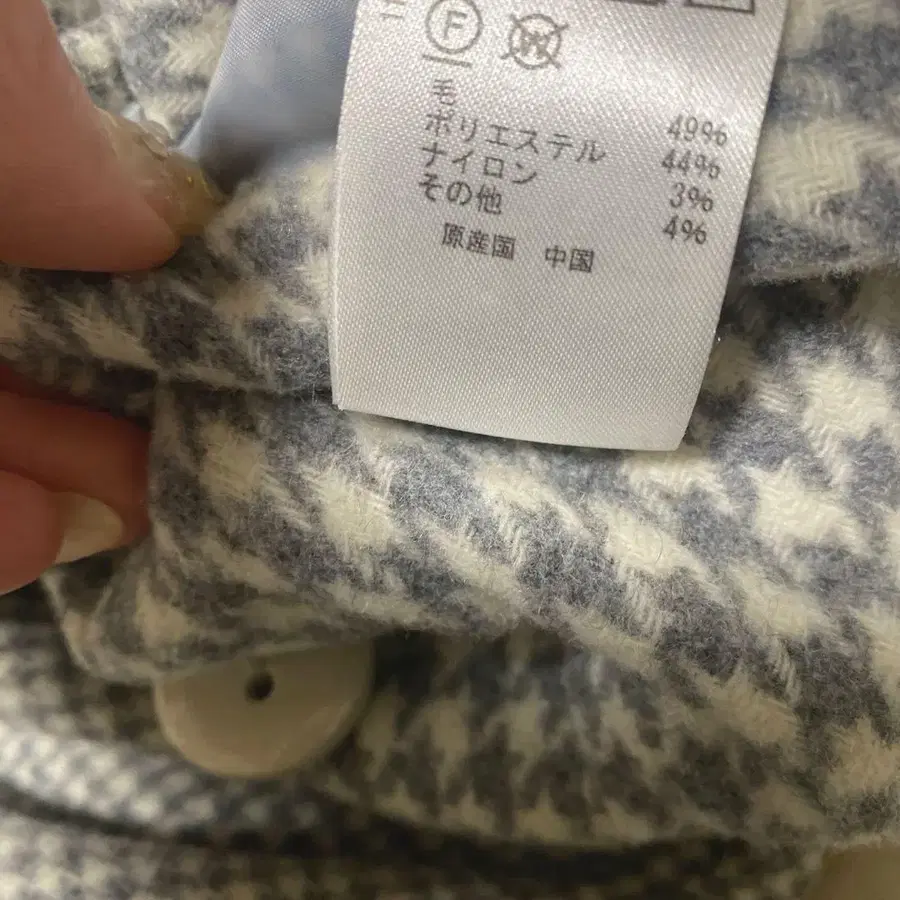 F
W
毛 49%
ポリエステル 44%
ナイロン 3%
その他 4%
原産国 中国